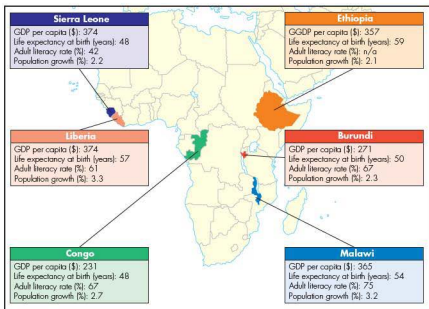 Sierra Leone
GDP per capita ($): 374
Life expectancy at birth (years): 48
Adult literacy rate (%): 42
Population growth (%): 2.2
Ethiopia
GGDP per capita ($): 357
Life expectancy at birth (years): 59
Adult literacy rate (%): n/a
Population growth (%): 2.1
Liberia
GDP per capita ($): 374
Life expectancy at birth (years): 57
Adult literacy rate (%): 61
Population growth (%): 3.3
Burundi
GDP per capita ($): 271
Life expectancy at birth (years): 50
Adult literacy rate (%): 67
Population growth (%): 2.3
Congo
GDP per capita ($): 231
Life expectancy at birth (years): 48
Adult literacy rate (%): 67
Population growth (%): 2.7
Malawi
GDP per capita ($): 365
Life expectancy at birth (years): 54
Adult literacy rate (%): 75
Population growth (%): 3.2